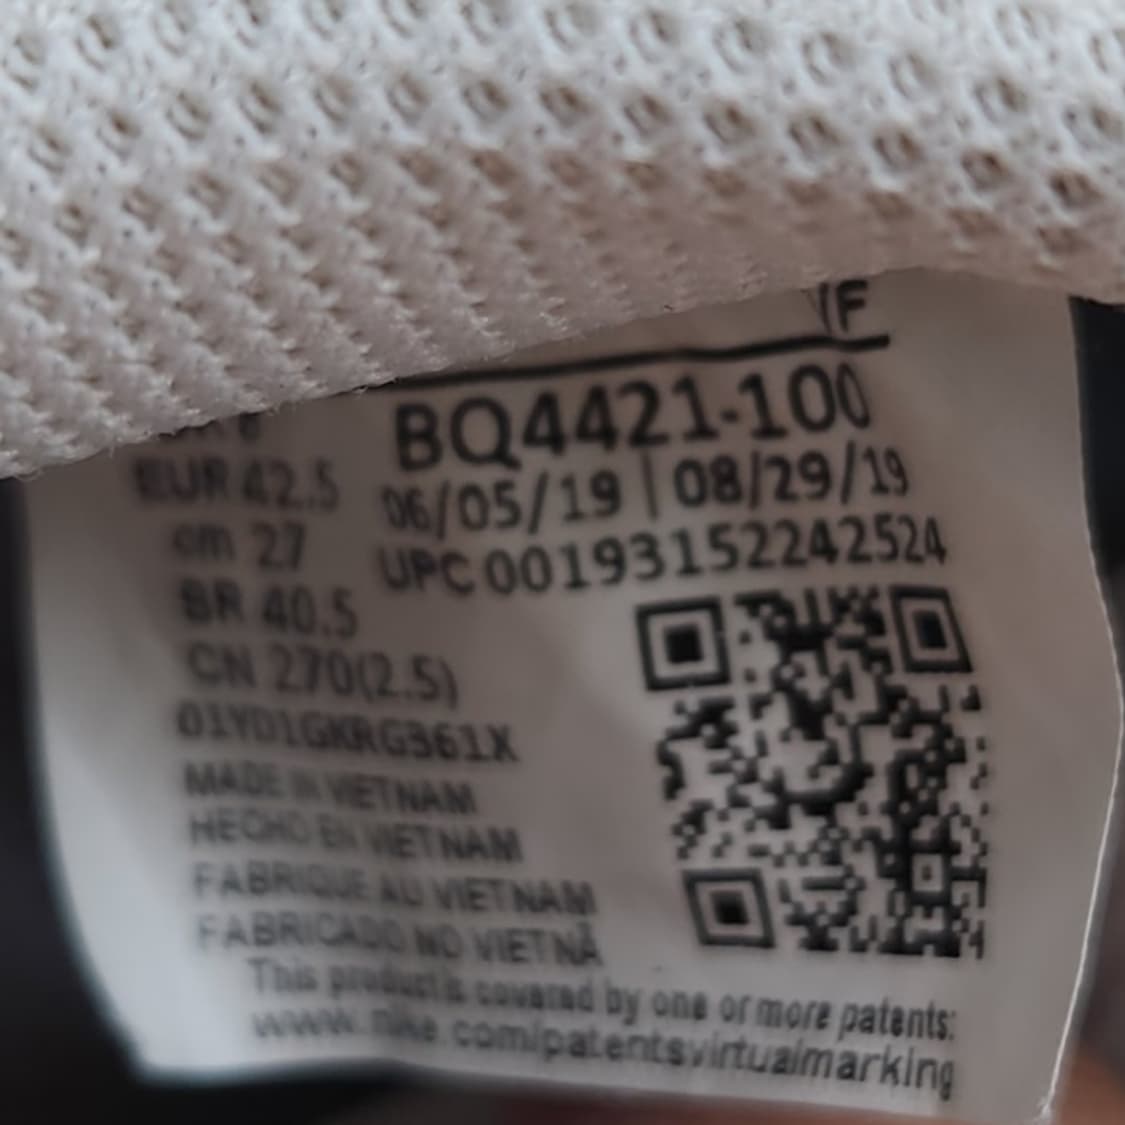 YF
BQ4421-100
EUR 42.5
06/05/19 | 08/29/19
cm 27
UPC 00193152242524
BR 40.5
CN 270(2.5)
01YD1GKRG361X
MADE IN VIETNAM
HECHO EN VIETNAM
FABRIQUE AU VIETNAM
FABRICADO NO VIETNÃ
This product is covered by one or more patents:
www.nike.com/patentsvirtualmarking